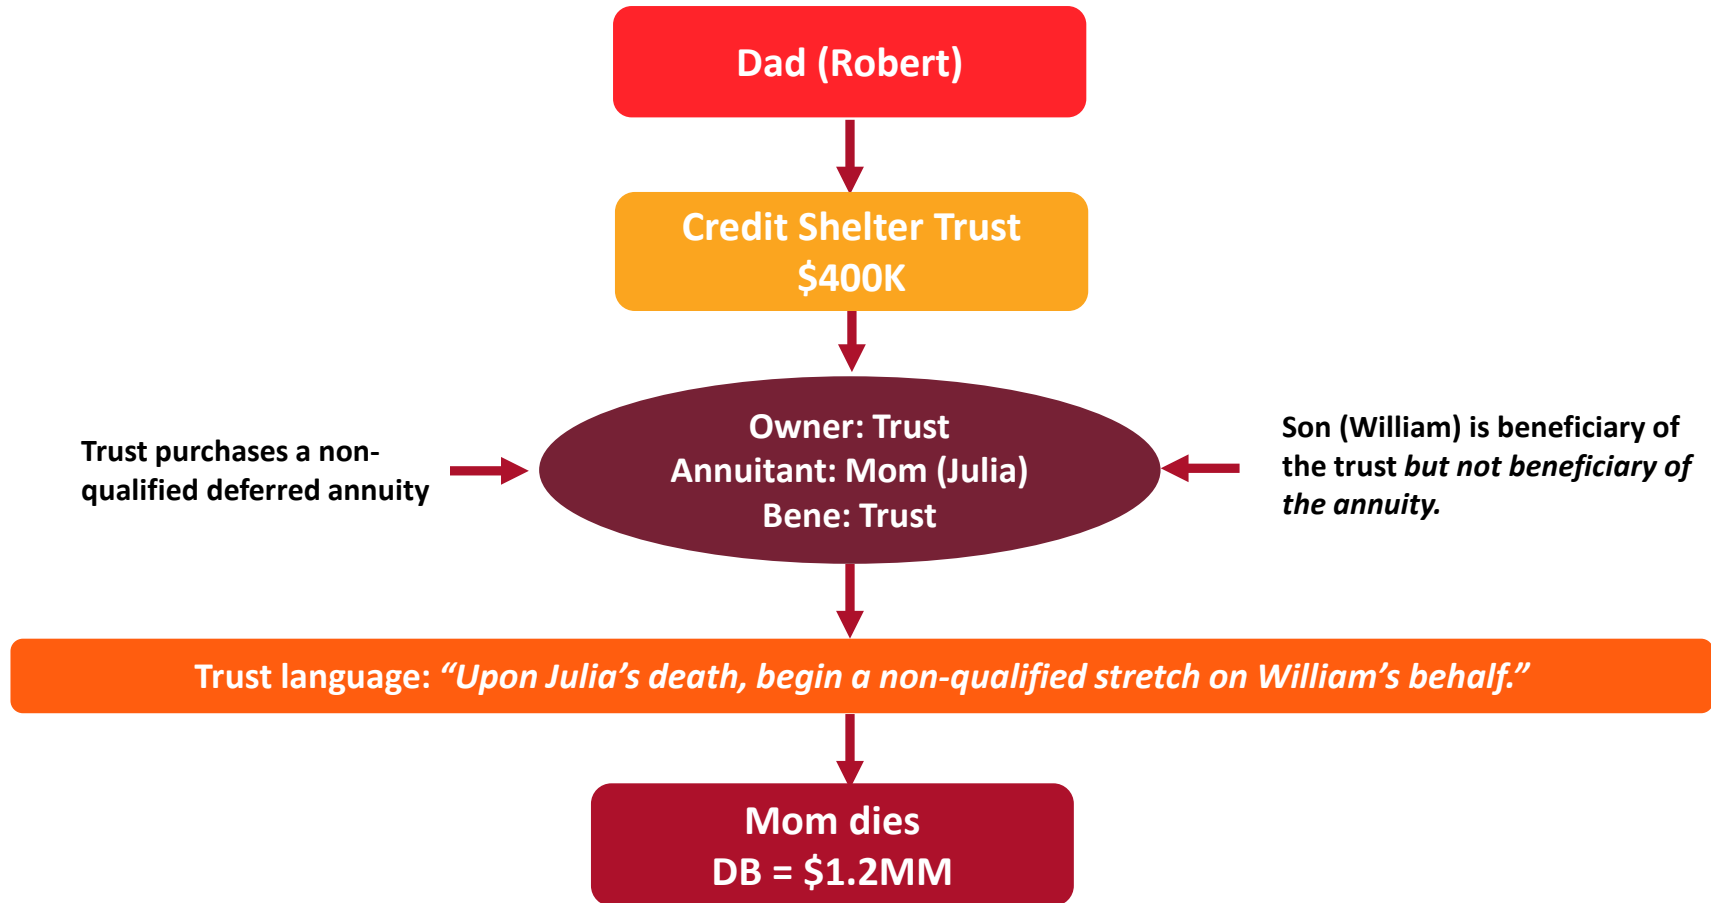 Dad (Robert)
Credit Shelter Trust
$400K
Trust purchases a non-
qualified deferred annuity
Owner: Trust
Annuitant: Mom (Julia)
Bene: Trust
Son (William) is beneficiary of
the trust but not beneficiary of
the annuity.
Trust language: “Upon Julia’s death, begin a non-qualified stretch on William’s behalf.”
Mom dies
DB = $1.2MM